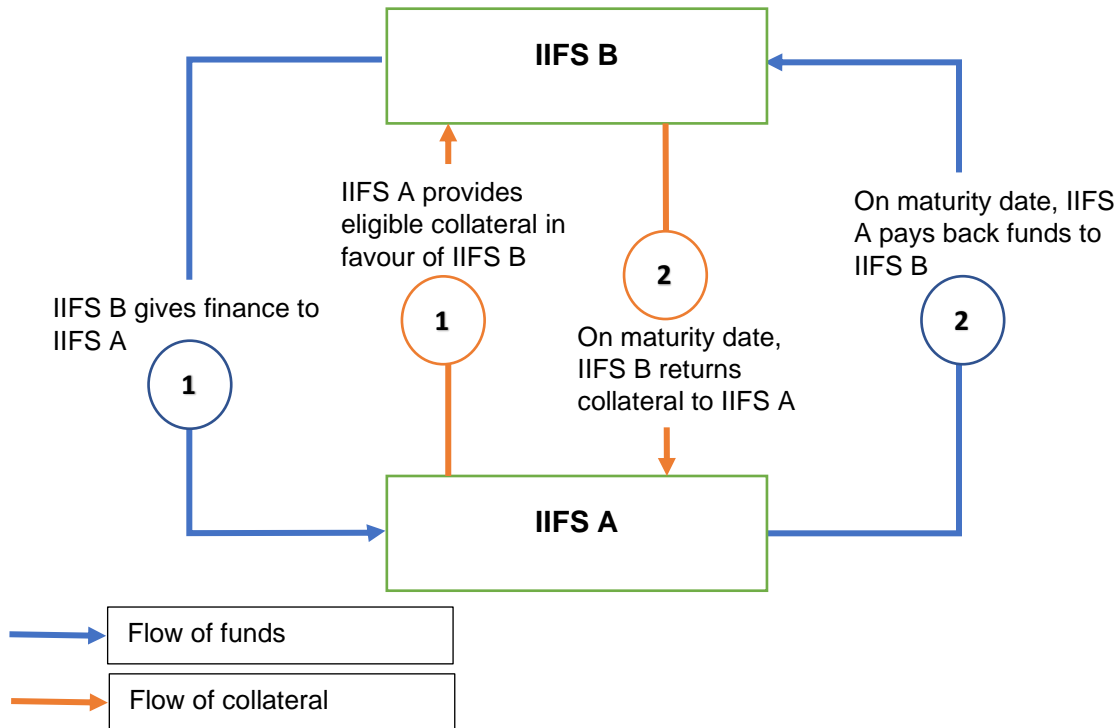 IIFS B
IIFS A provides
eligible collateral in
favour of IIFS B
1
2
On maturity date, IIFS
A pays back funds to
IIFS B
2
IIFS B gives finance to
IIFS A
1
On maturity date,
IIFS B returns
collateral to IIFS A
IIFS A
Flow of funds
Flow of collateral